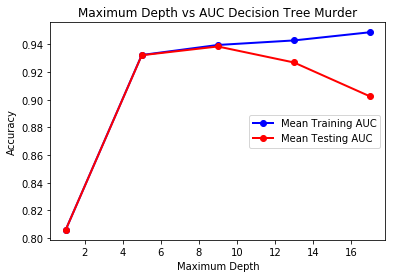 Maximum Depth vs AUC Decision Tree Murder
Accuracy
0.94
0.92
0.90
0.88
0.86
0.84
0.82
0.80
Mean Training AUC
Mean Testing AUC
2 4 6 8 10 12 14 16
Maximum Depth